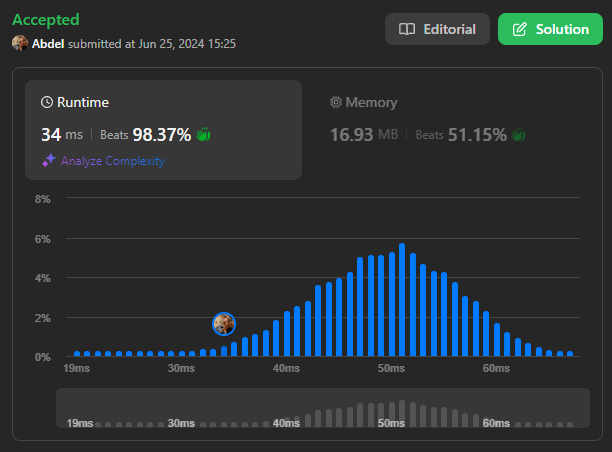 Accepted
Abdel submitted at Jun 25, 2024 15:25
Editorial
Solution
Runtime
34 ms | Beats 98.37%
Analyze Complexity
Memory
16.93 MB | Beats 51.15%
8%
6%
4%
2%
0%
19ms 30ms 40ms 50ms 60ms
19ms 30ms 40ms 50ms 60ms